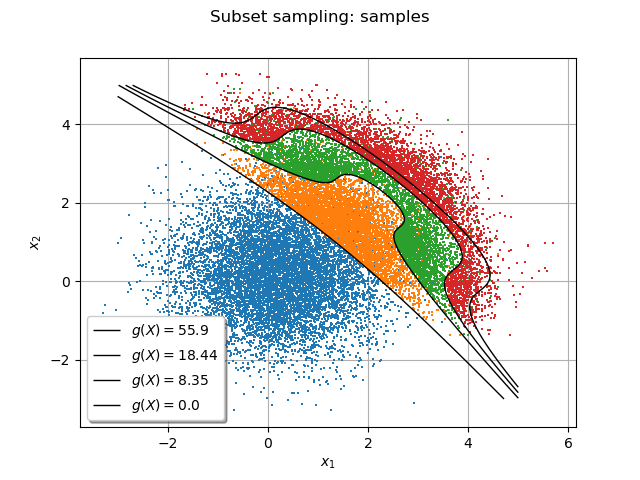 Subset sampling: samples
x2
4
2
0
−2
g(X) = 55.9
g(X) = 18.44
g(X) = 8.35
g(X) = 0.0
−2 0 2 4 6
x1